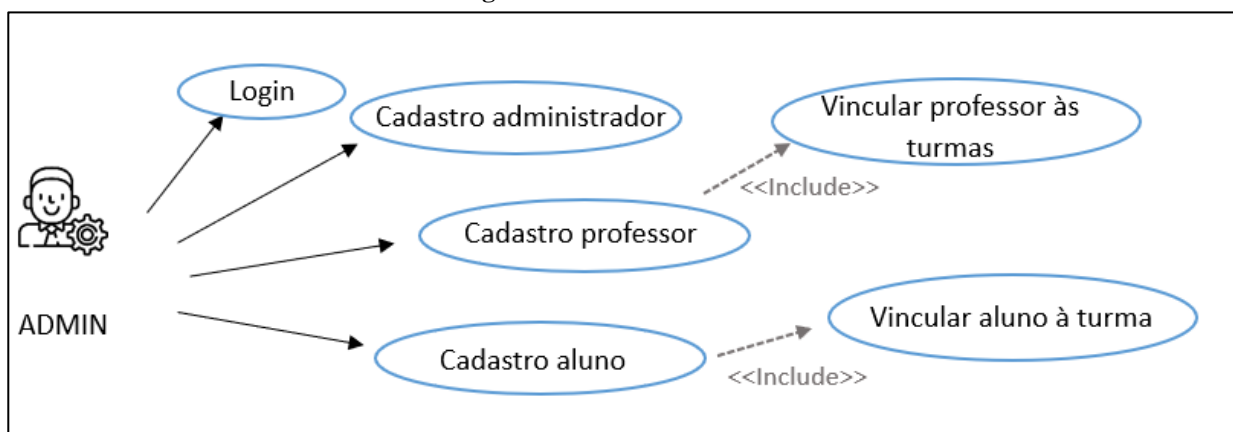 Login
Cadastro administrador
Vincular professor às
turmas
<<Include>>
Cadastro professor
ADMIN
Vincular aluno à turma
Cadastro aluno
<<Include>>